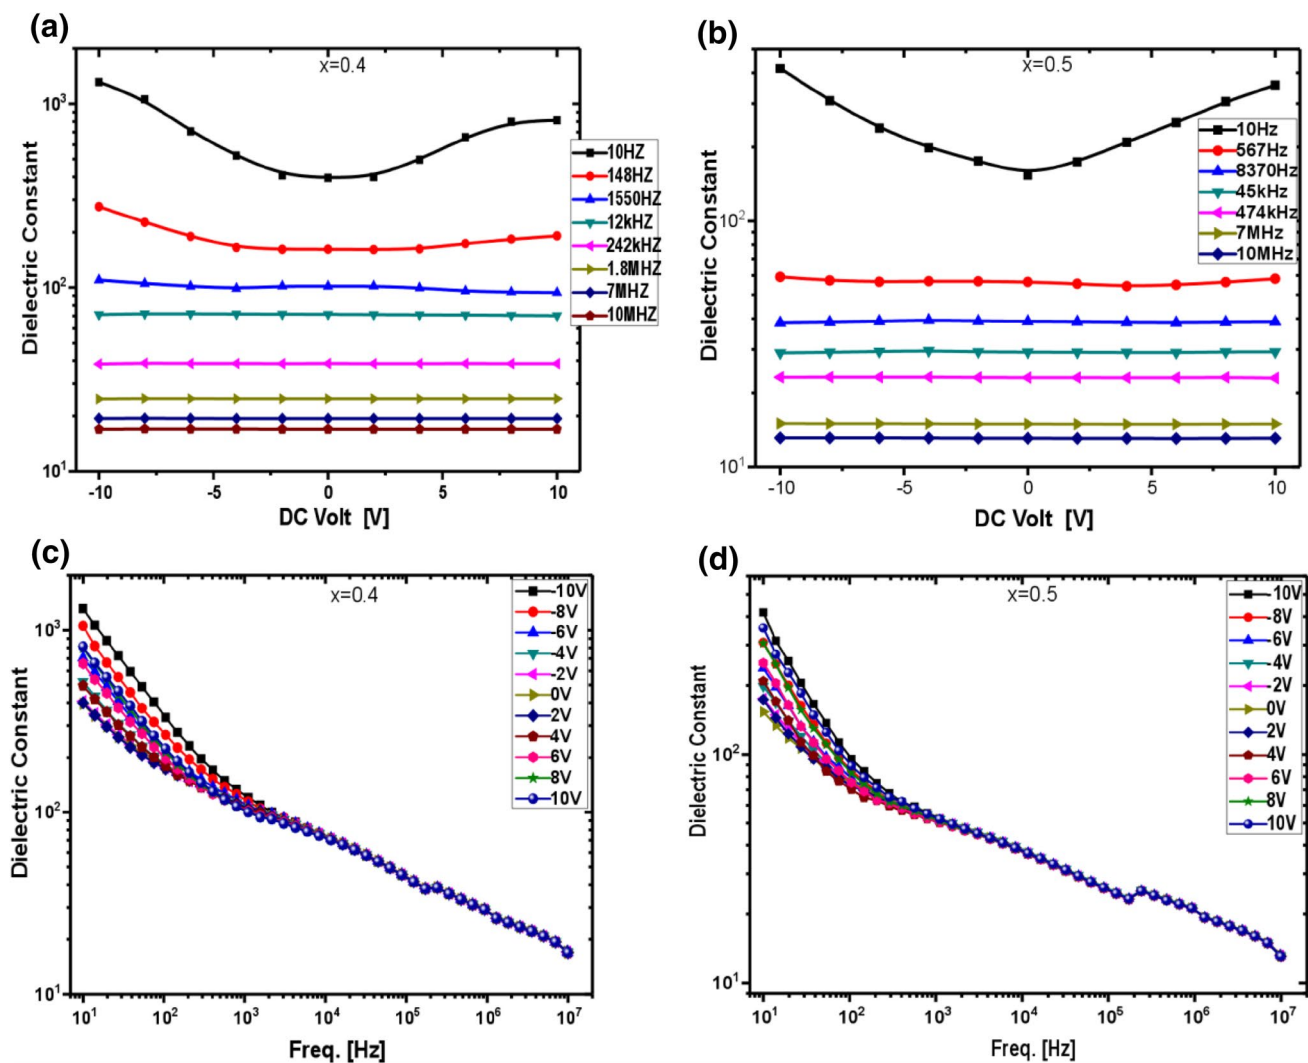 (a)
x=0.4
10³
10²
10¹
Dielectric Constant
-10
-5
0
5
10
DC Volt [V]
10HZ
148HZ
1550HZ
12kHZ
242kHZ
1.8MHZ
7MHZ
10MHZ
(b)
x=0.5
10²
10¹
Dielectric Constant
-10
-5
0
5
10
DC Volt [V]
10Hz
567Hz
8370Hz
45kHz
474kHz
7MHz
10MHz
(c)
x=0.4
10³
10²
10¹
Dielectric Constant
10¹
10²
10³
10⁴
10⁵
10⁶
10⁷
Freq. [Hz]
-10V
-8V
-6V
-4V
-2V
0V
2V
4V
6V
8V
10V
(d)
x=0.5
10²
10¹
Dielectric Constant
10¹
10²
10³
10⁴
10⁵
10⁶
10⁷
Freq. [Hz]
-10V
-8V
-6V
-4V
-2V
0V
2V
4V
6V
8V
10V